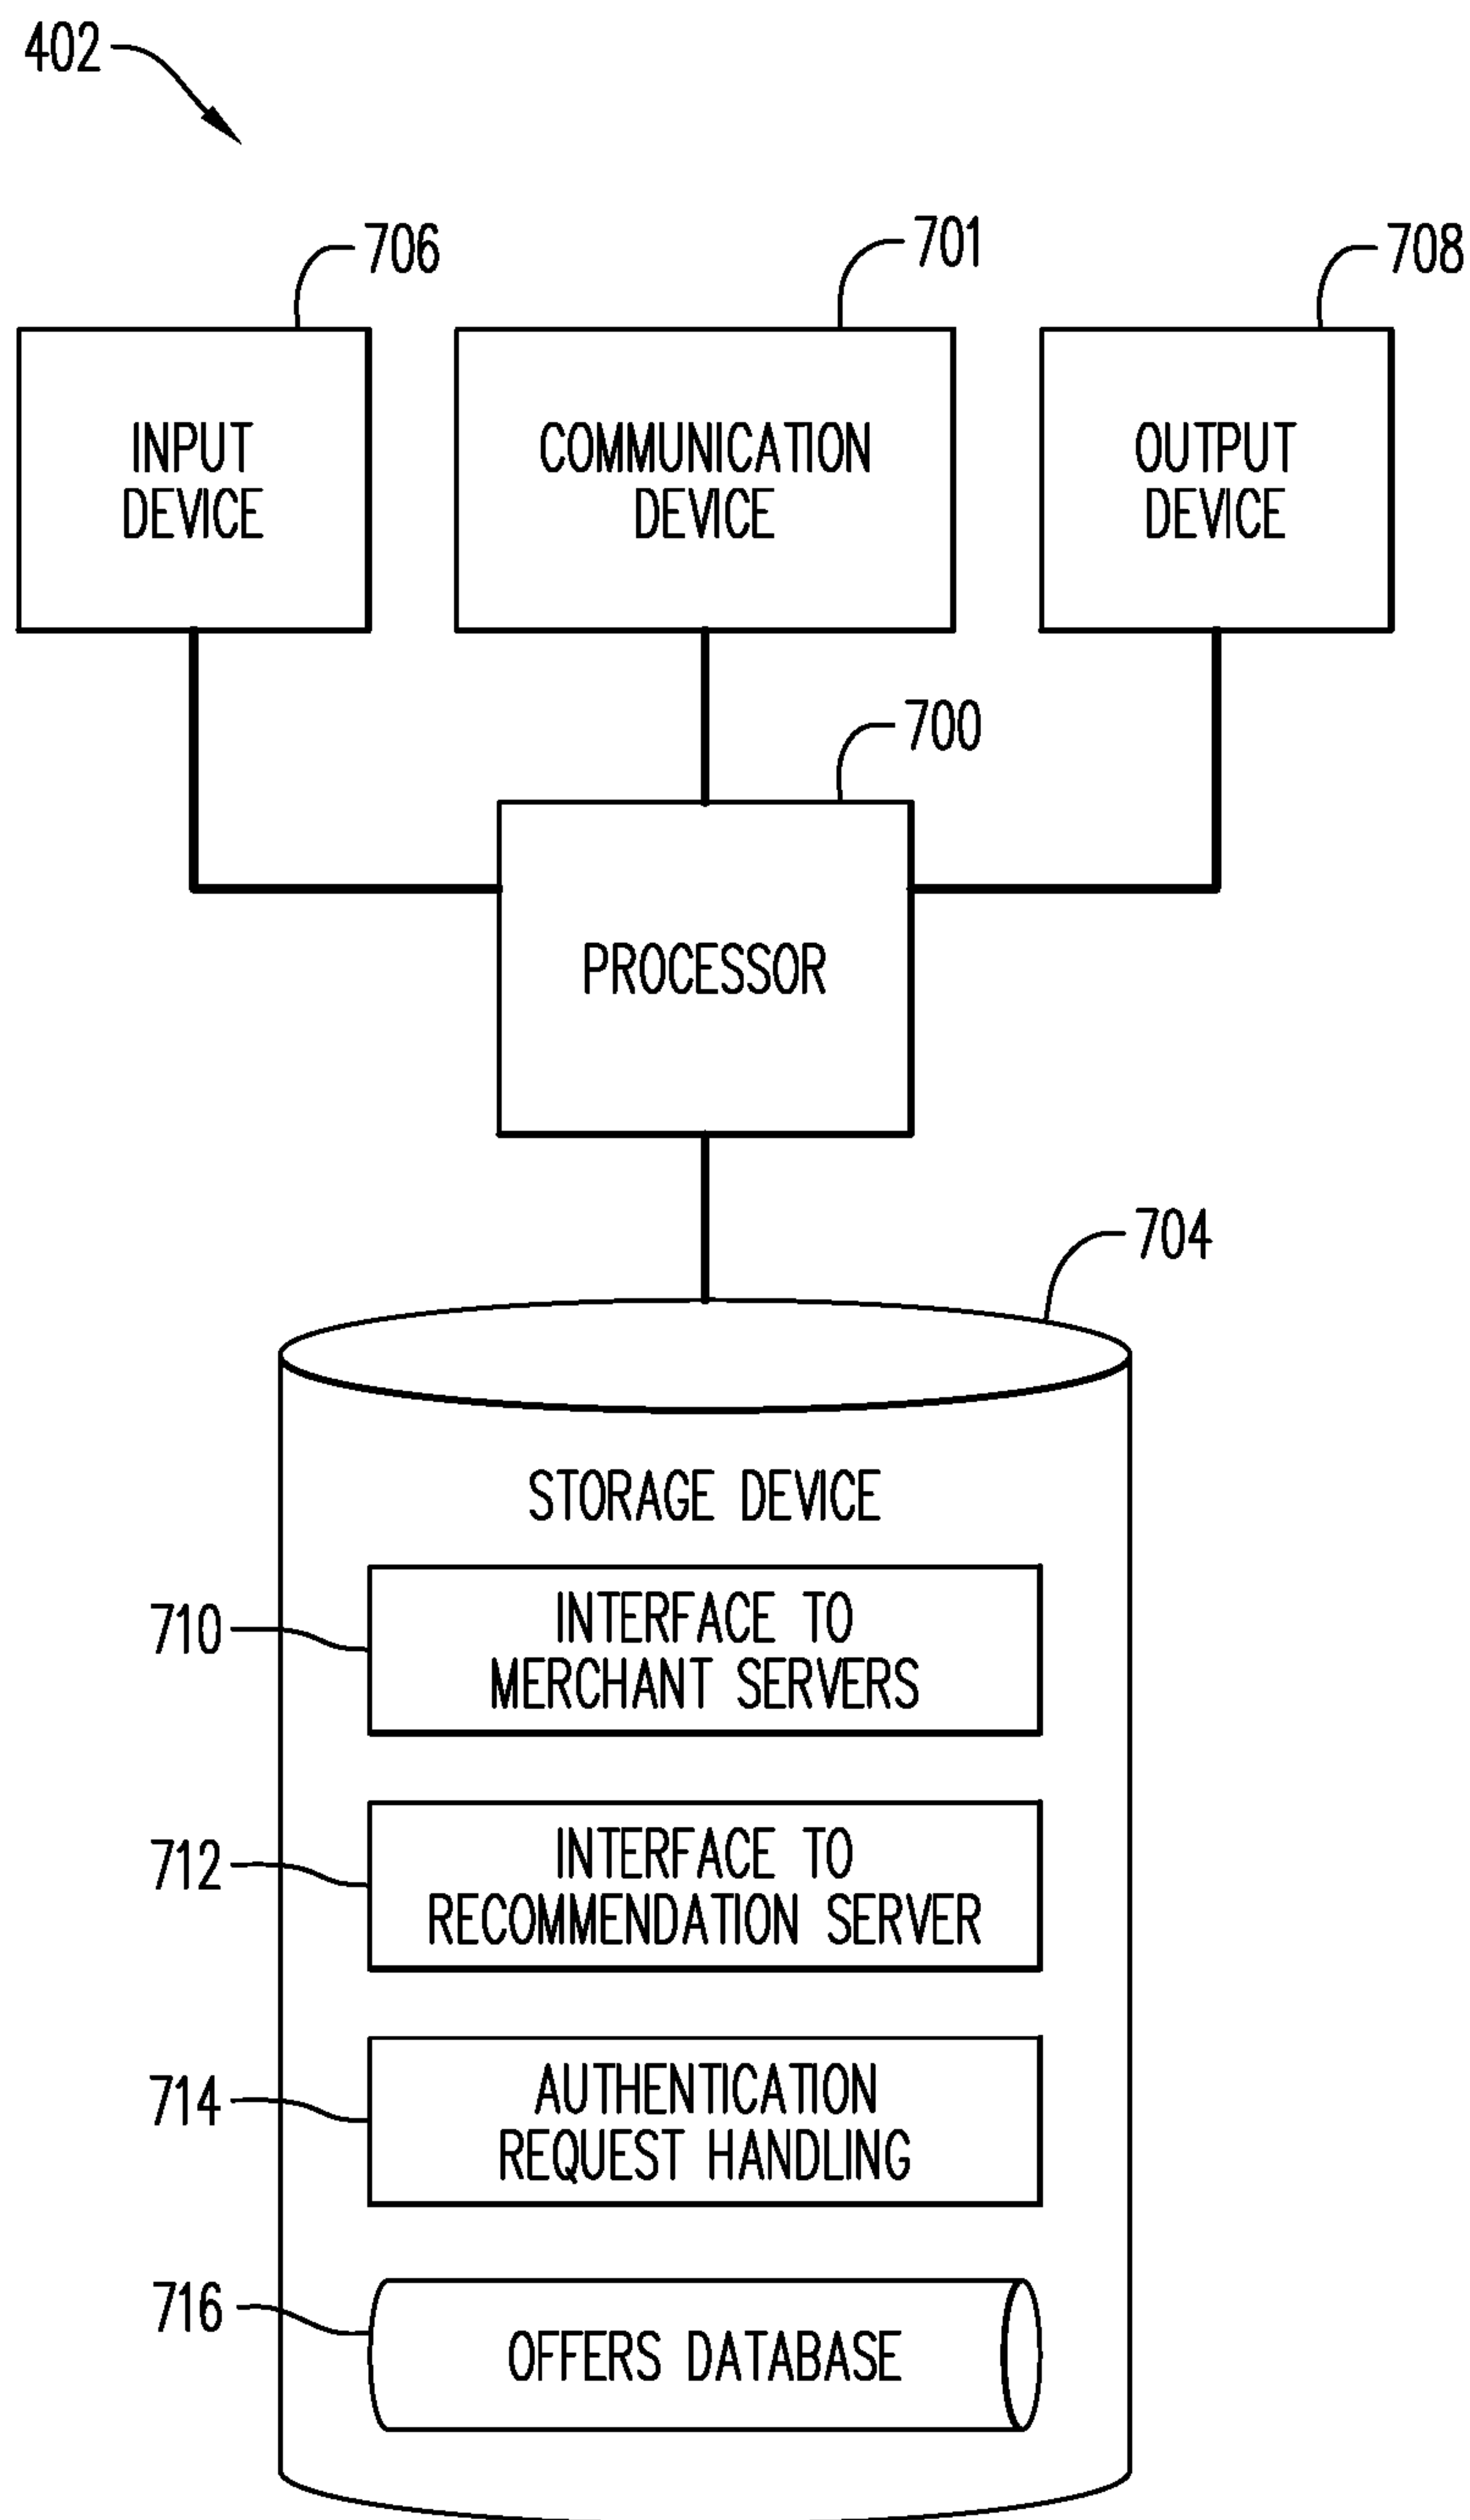 402
706
701
708
INPUT
DEVICE
COMMUNICATION
DEVICE
OUTPUT
DEVICE
700
PROCESSOR
704
STORAGE DEVICE
710
INTERFACE TO
MERCHANT SERVERS
712
INTERFACE TO
RECOMMENDATION SERVER
714
AUTHENTICATION
REQUEST HANDLING
716
OFFERS DATABASE